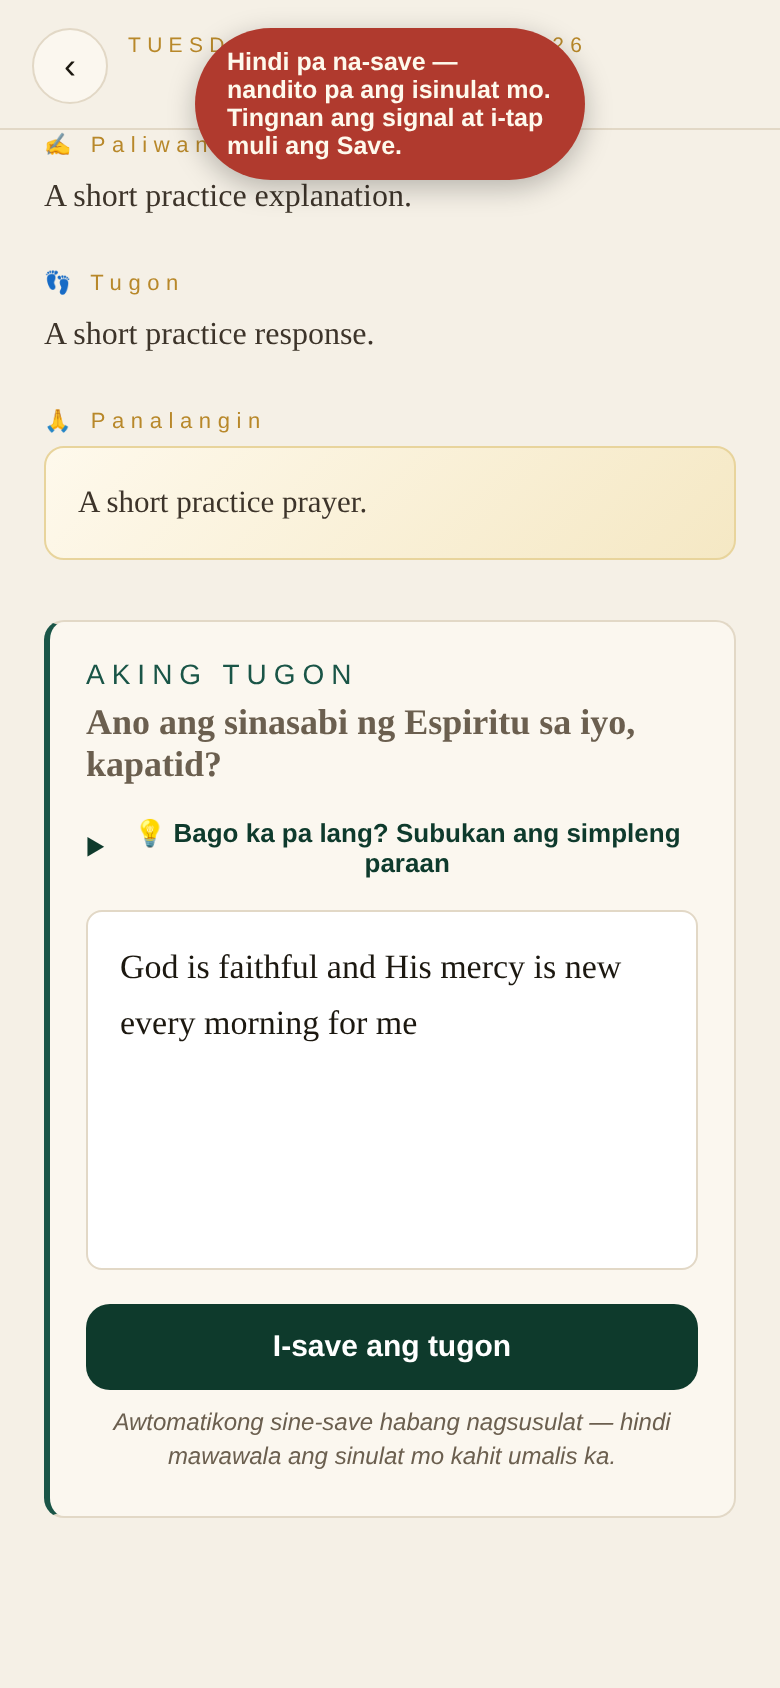 ‹
TUESD
26
Hindi pa na-save —
nandito pa ang isinulat mo.
Tingnan ang signal at i-tap
muli ang Save.
✍️ Paliwan
A short practice explanation.
👣 Tugon
A short practice response.
🙏 Panalangin
A short practice prayer.
AKING TUGON
Ano ang sinasabi ng Espiritu sa iyo,
kapatid?
▶ 💡 Bago ka pa lang? Subukan ang simpleng
paraan
God is faithful and His mercy is new
every morning for me
I-save ang tugon
Awtomatikong sine-save habang nagsusulat — hindi
mawawala ang sinulat mo kahit umalis ka.